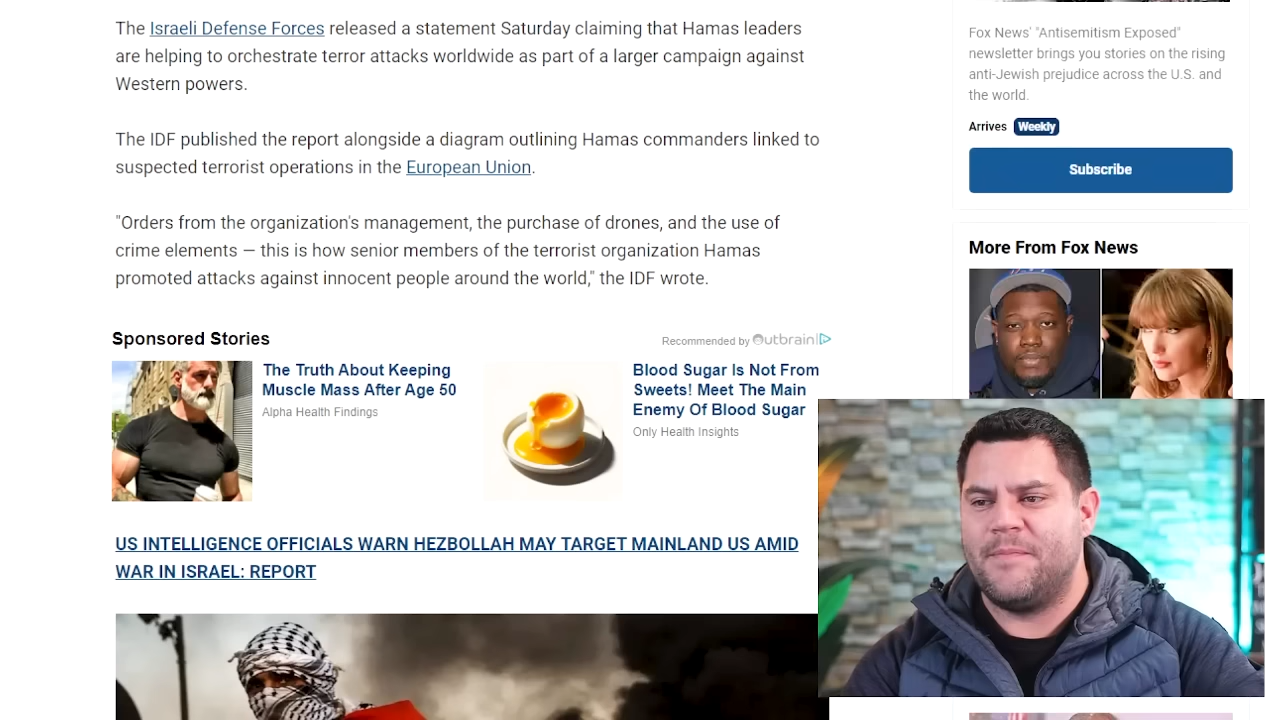 The Israeli Defense Forces released a statement Saturday claiming that Hamas leaders
are helping to orchestrate terror attacks worldwide as part of a larger campaign against
Western powers.
The IDF published the report alongside a diagram outlining Hamas commanders linked to
suspected terrorist operations in the European Union.
"Orders from the organization's management, the purchase of drones, and the use of
crime elements — this is how senior members of the terrorist organization Hamas
promoted attacks against innocent people around the world," the IDF wrote.
Sponsored Stories
Recommended by Outbrain
The Truth About Keeping
Muscle Mass After Age 50
Alpha Health Findings
Blood Sugar Is Not From
Sweets! Meet The Main
Enemy Of Blood Sugar
Only Health Insights
US INTELLIGENCE OFFICIALS WARN HEZBOLLAH MAY TARGET MAINLAND US AMID
WAR IN ISRAEL: REPORT
Fox News' "Antisemitism Exposed"
newsletter brings you stories on the rising
anti-Jewish prejudice across the U.S. and
the world.
Arrives Weekly
Subscribe
More From Fox News